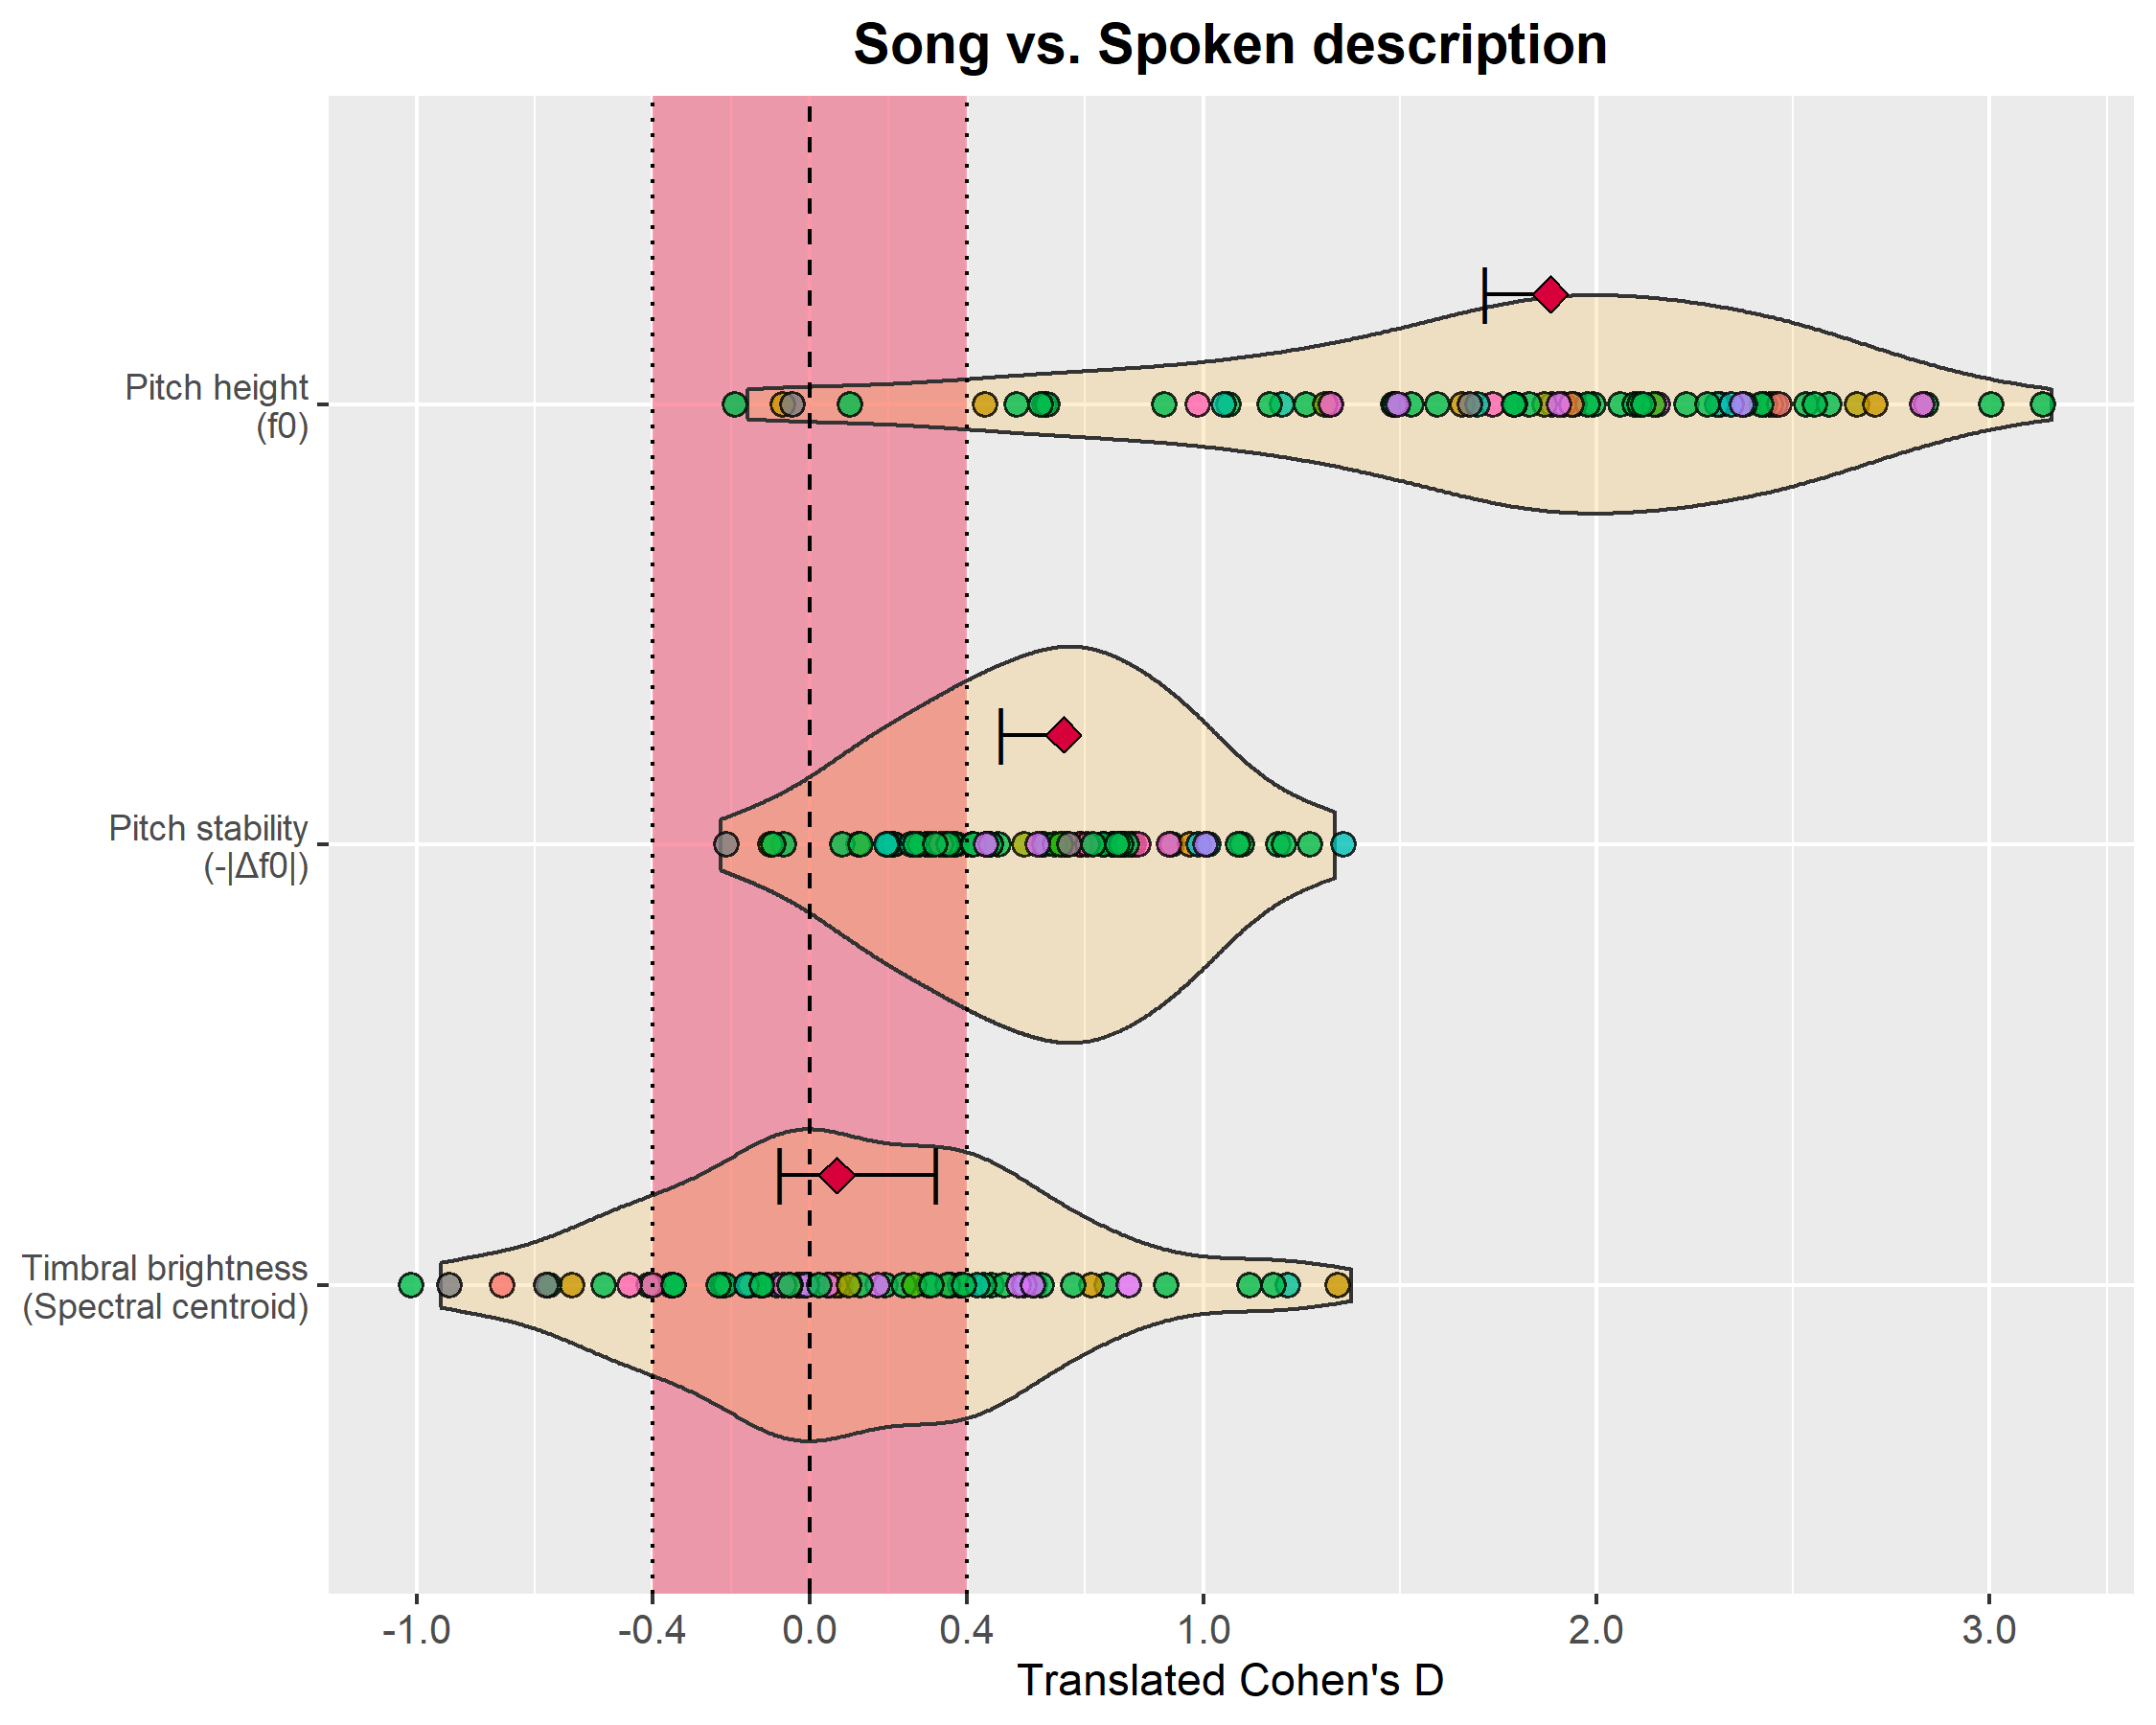 Song vs. Spoken description
Pitch height
(f0)
Pitch stability
(-|Δf0|)
Timbral brightness
(Spectral centroid)
-1.0 -0.4 0.0 0.4 1.0 2.0 3.0
Translated Cohen's D